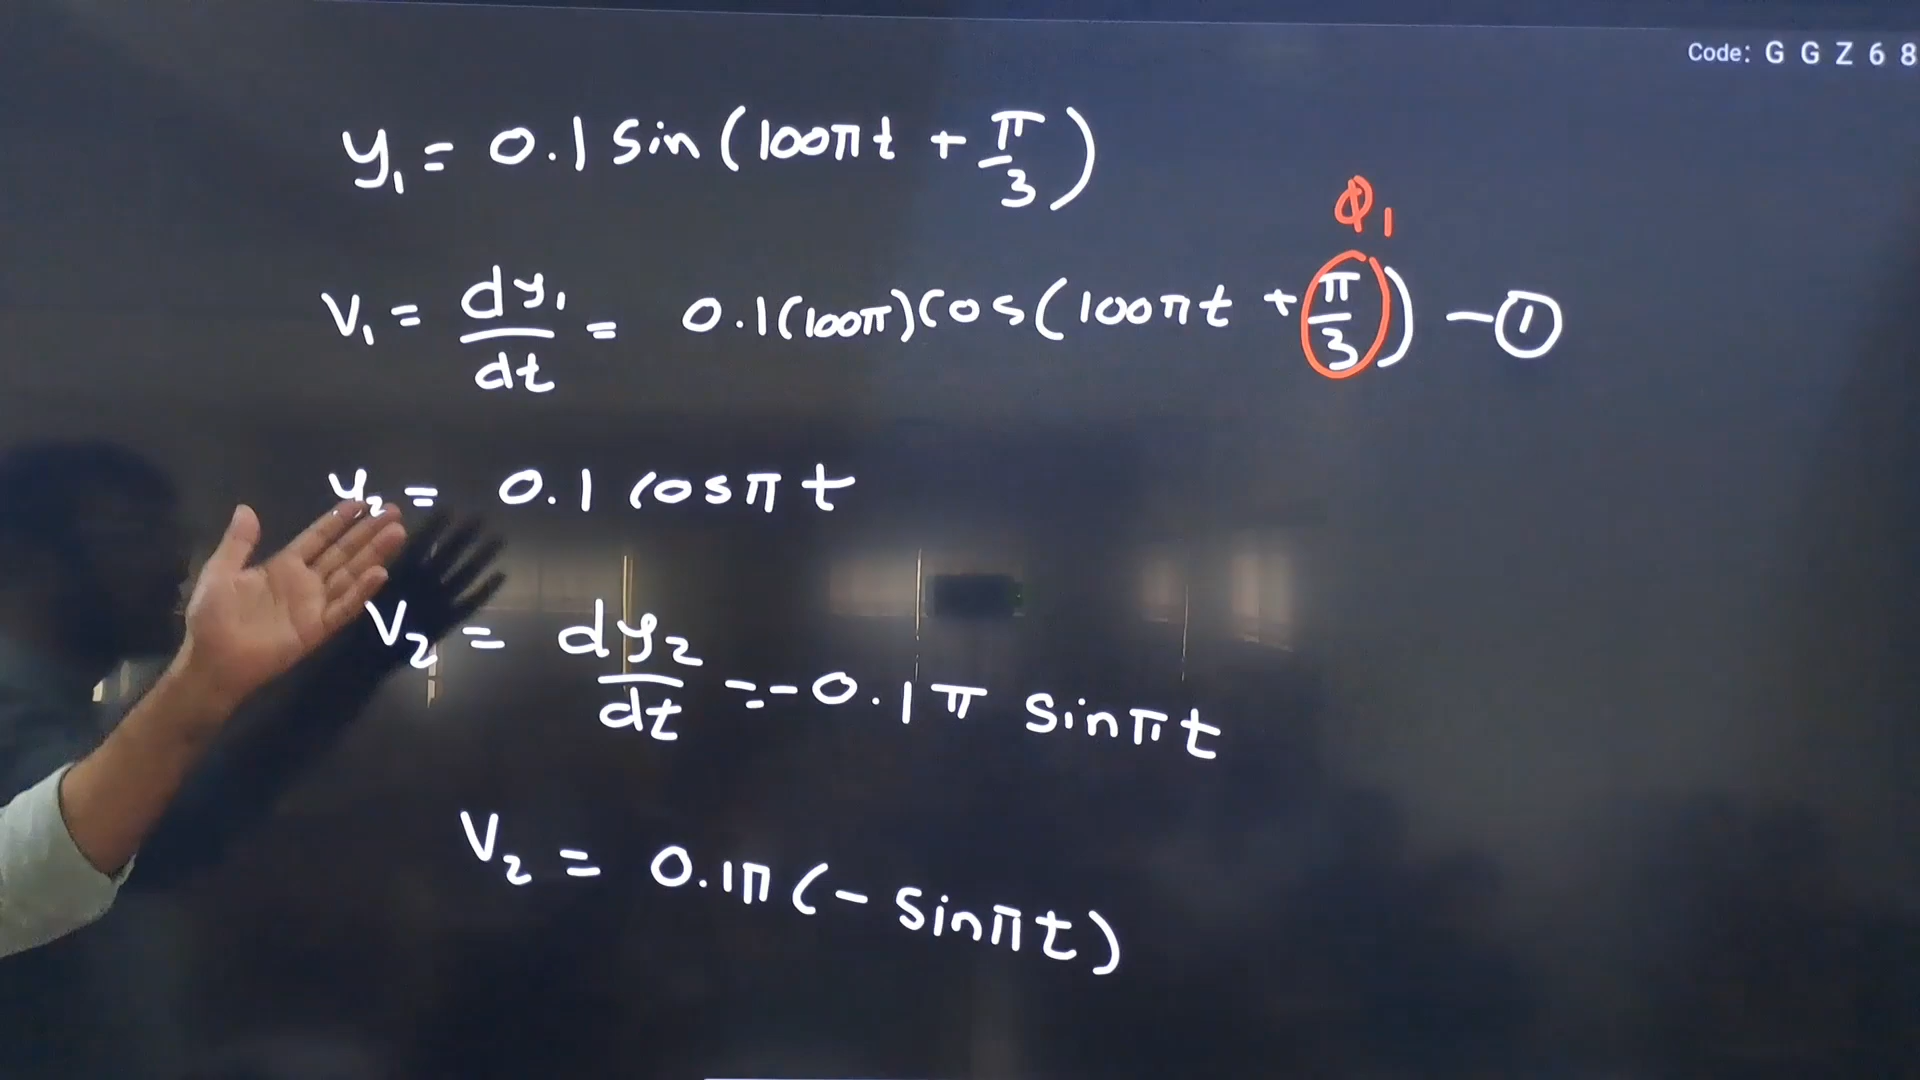 Code: G G Z 6 8
y₁ = 0.1 sin(100πt + π/3)
φ₁
v₁ = dy₁/dt = 0.1(100π)cos(100πt + π/3) — ①
y₂ = 0.1 cosπt
v₂ = dy₂/dt = -0.1π sinπt
v₂ = 0.1π(- sinπt)